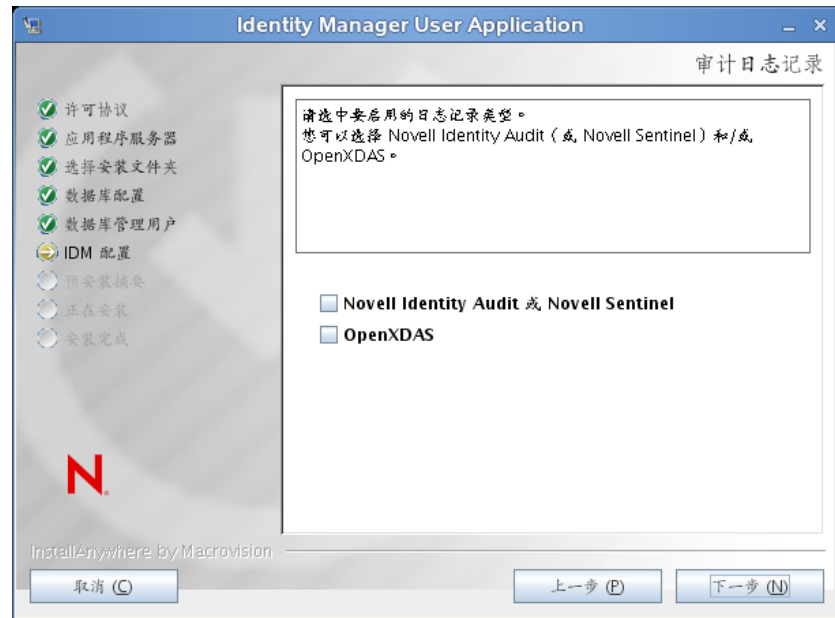 Identity Manager User Application
审计日志记录
许可协议
应用程序服务器
选择安装文件夹
数据库配置
数据库管理用户
IDM 配置
预安装摘要
正在安装
安装完成
请选中要启用的日志记录类型。
您可以选择 Novell Identity Audit（或 Novell Sentinel）和/或
OpenXDAS。
Novell Identity Audit 或 Novell Sentinel
OpenXDAS
N
InstallAnywhere by Macrovision
取消 (C)
上一步 (P)
下一步 (N)